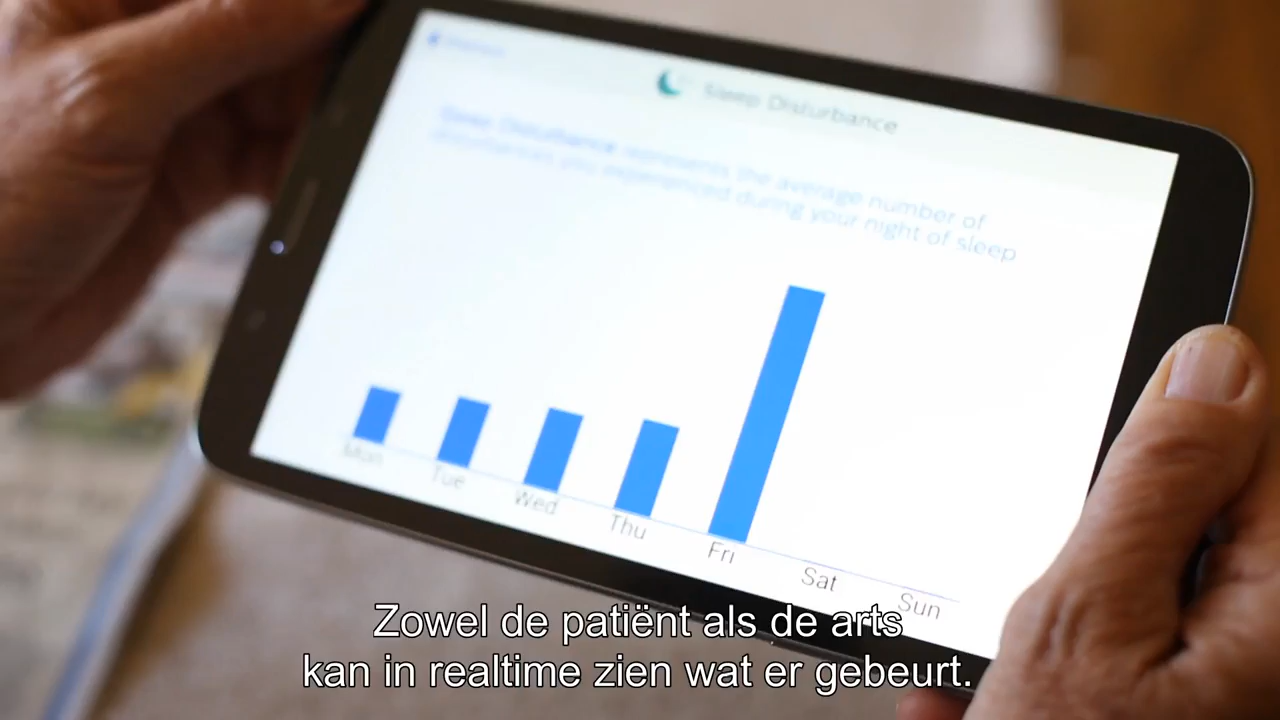 Sleep Disturbance
Sleep Disturbance represents the average number of
disturbances you experienced during your night of sleep
Mon
Tue
Wed
Thu
Fri
Sat
Sun
Zowel de patiënt als de arts
kan in realtime zien wat er gebeurt.